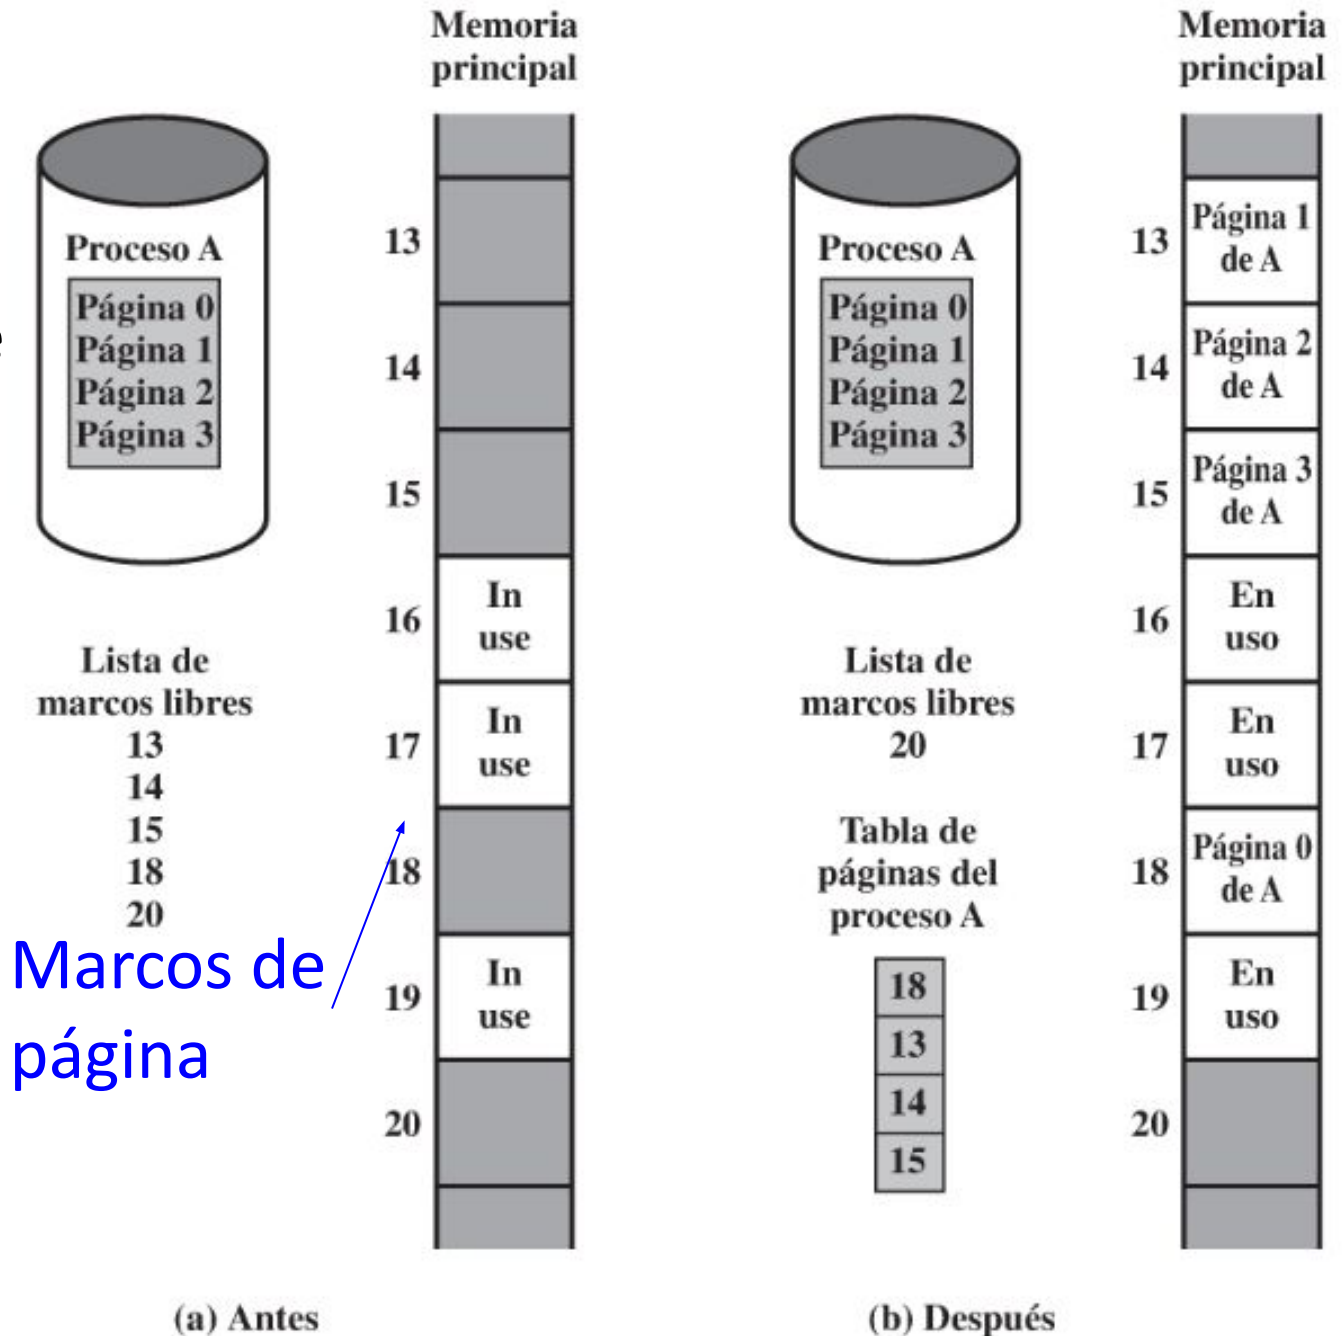 Memoria
principal
Proceso A
Página 0
Página 1
Página 2
Página 3
Lista de
marcos libres
13
14
15
18
20
Marcos de
página
13
14
15
16
In
use
17
In
use
18
19
In
use
20
(a) Antes
Memoria
principal
Proceso A
Página 0
Página 1
Página 2
Página 3
Lista de
marcos libres
20
Tabla de
páginas del
proceso A
18
13
14
15
13
Página 1
de A
14
Página 2
de A
15
Página 3
de A
16
En
uso
17
En
uso
18
Página 0
de A
19
En
uso
20
(b) Después